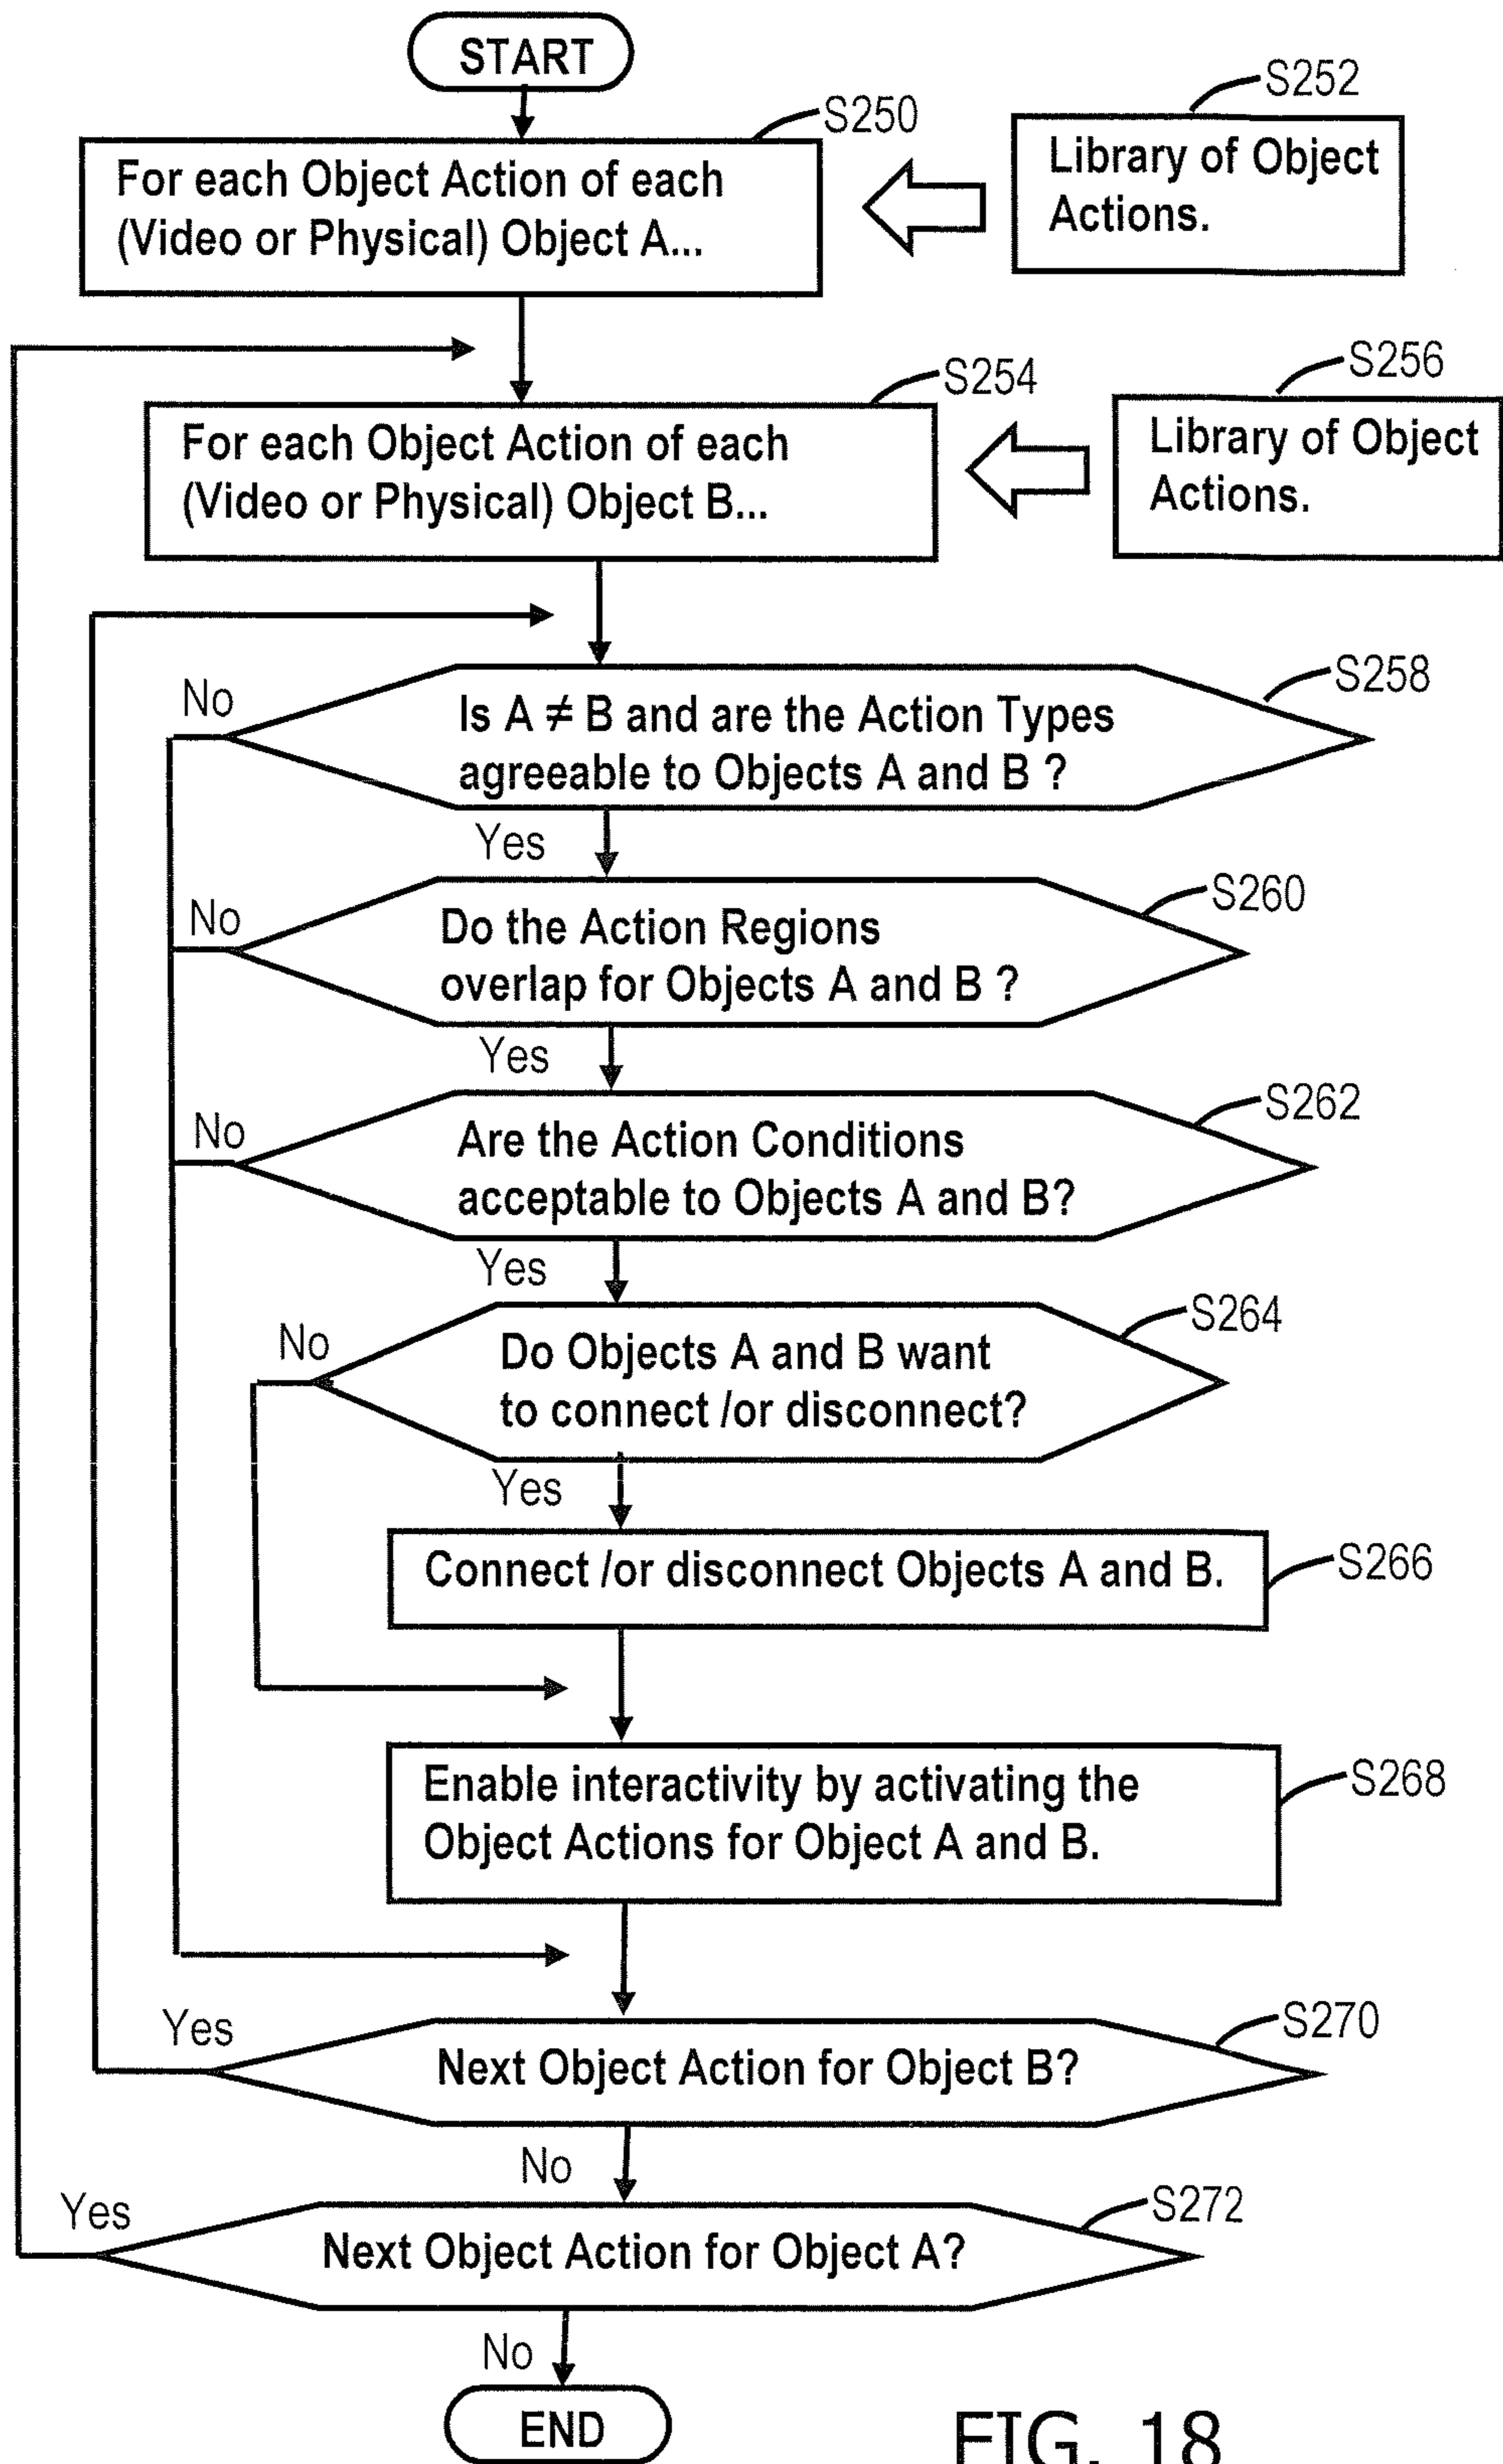 START
S250
S252
For each Object Action of each
(Video or Physical) Object A...
Library of Object
Actions.
S254
S256
For each Object Action of each
(Video or Physical) Object B...
Library of Object
Actions.
S258
No
Is A ≠ B and are the Action Types
agreeable to Objects A and B ?
Yes
S260
No
Do the Action Regions
overlap for Objects A and B ?
Yes
S262
No
Are the Action Conditions
acceptable to Objects A and B?
Yes
S264
No
Do Objects A and B want
to connect /or disconnect?
Yes
S266
Connect /or disconnect Objects A and B.
S268
Enable interactivity by activating the
Object Actions for Object A and B.
S270
Yes
Next Object Action for Object B?
No
S272
Yes
Next Object Action for Object A?
No
END
FIG. 18